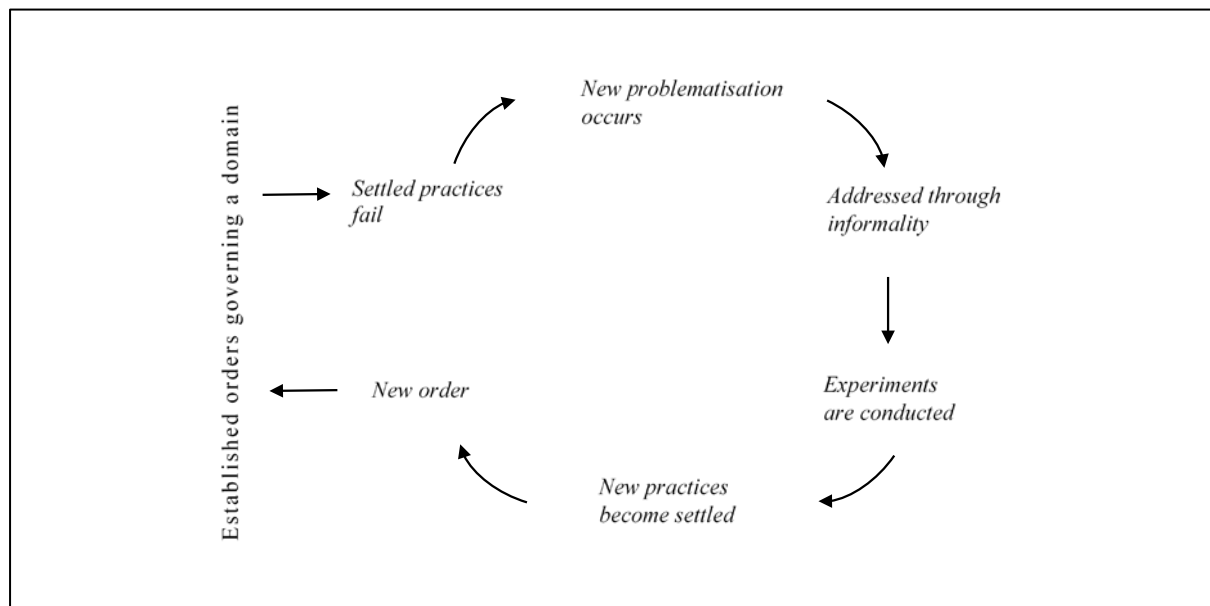 Established orders governing a domain
Settled practices
fail
New problematisation
occurs
Addressed through
informality
Experiments
are conducted
New practices
become settled
New order